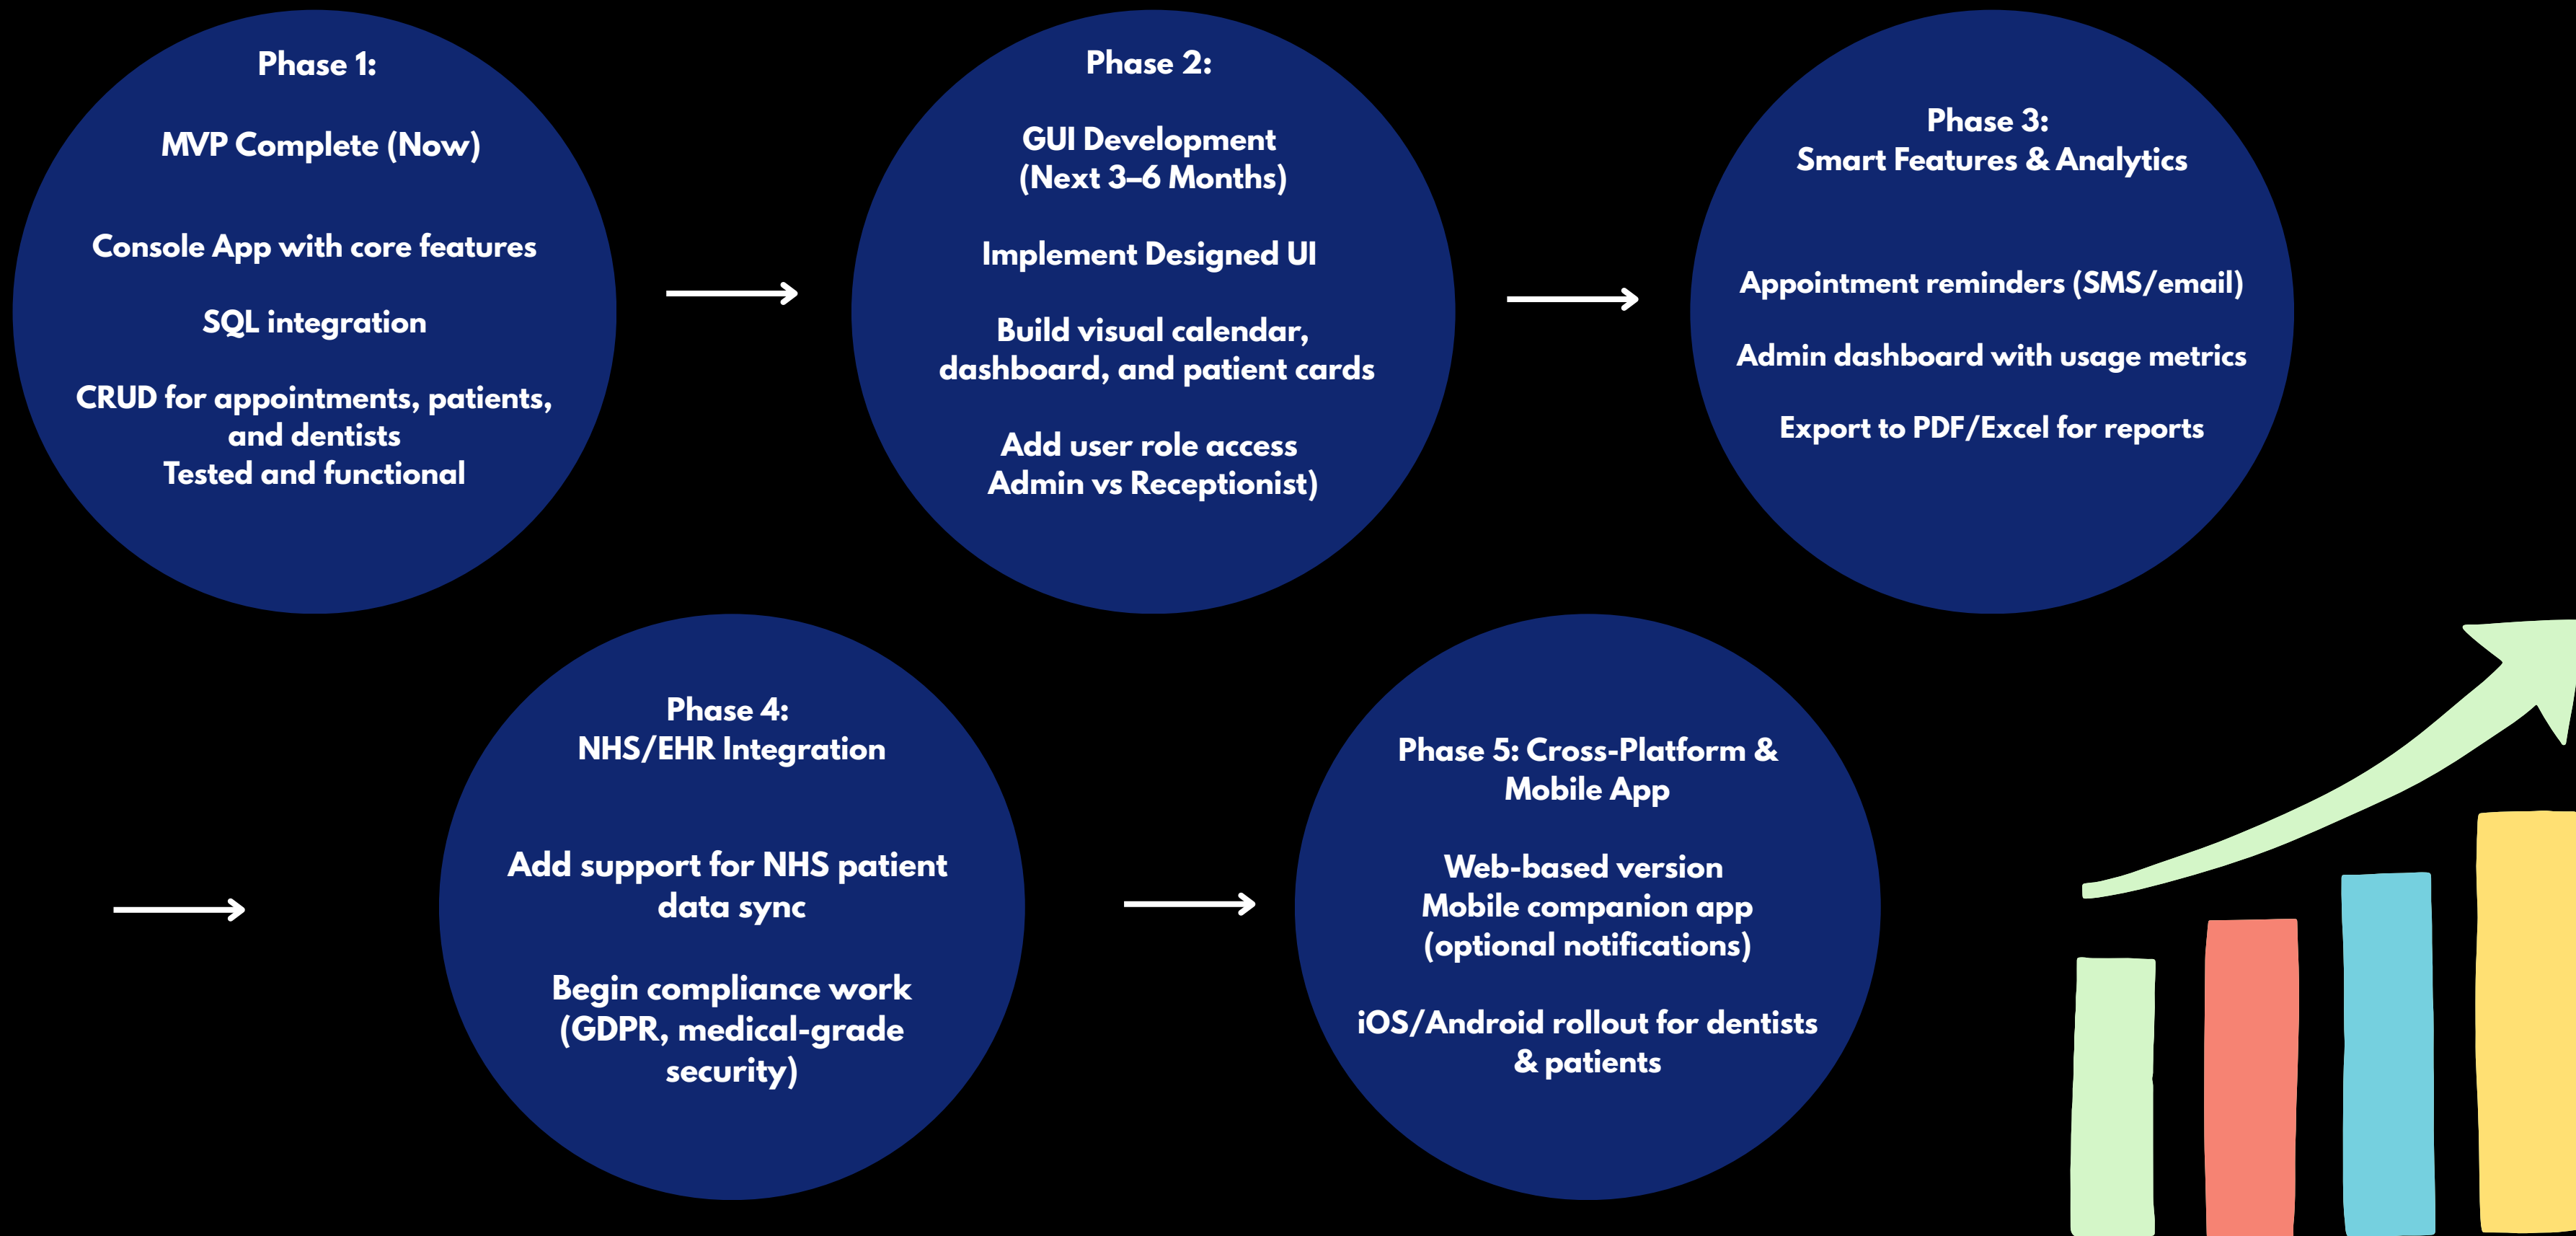 Phase 1:
MVP Complete (Now)
Console App with core features
SQL integration
CRUD for appointments, patients,
and dentists
Tested and functional
Phase 2:
GUI Development
(Next 3–6 Months)
Implement Designed UI
Build visual calendar,
dashboard, and patient cards
Add user role access
Admin vs Receptionist)
Phase 3:
Smart Features & Analytics
Appointment reminders (SMS/email)
Admin dashboard with usage metrics
Export to PDF/Excel for reports
Phase 4:
NHS/EHR Integration
Add support for NHS patient
data sync
Begin compliance work
(GDPR, medical-grade
security)
Phase 5: Cross-Platform &
Mobile App
Web-based version
Mobile companion app
(optional notifications)
iOS/Android rollout for dentists
& patients